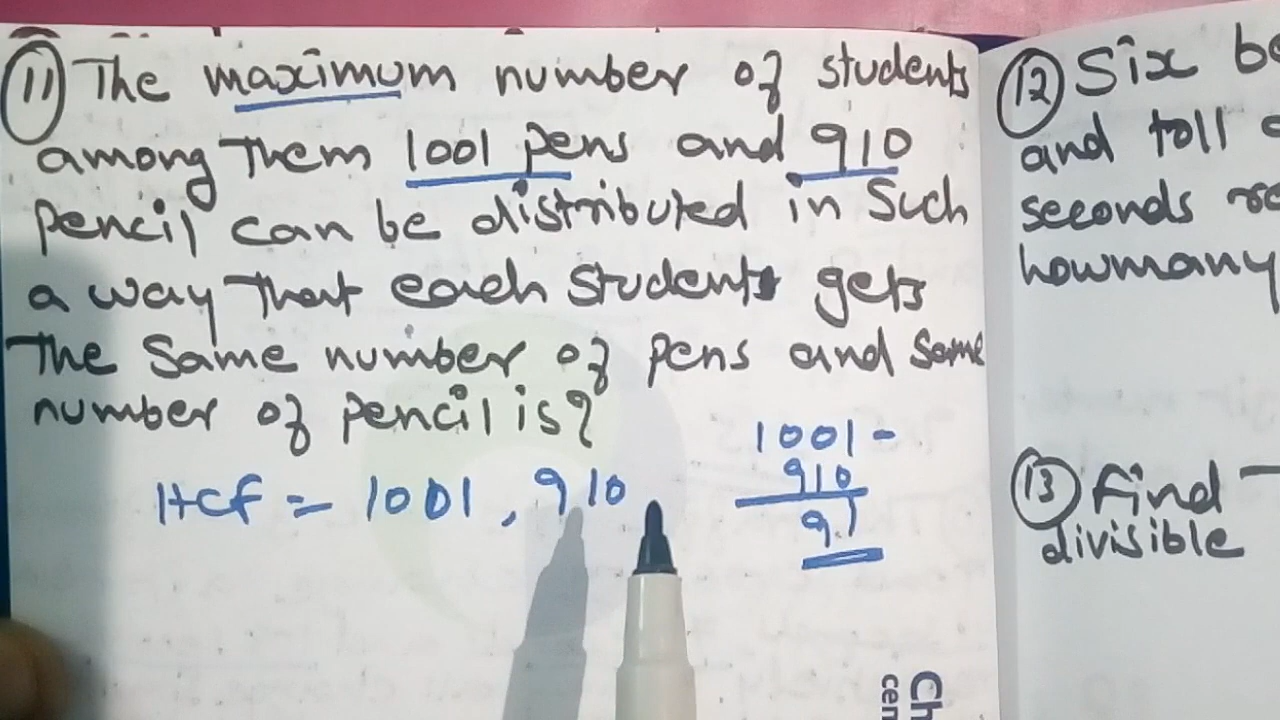 11 The maximum number of students
among Them 1001 pens and 910
pencil can be distributed in Such
a way That each Students gets
The Same number of pens and Same
number of pencil is?
Hcf = 1001, 910
1001 -
910
91
12 Six
and toll
seconds
howmany
13 Find
divisible